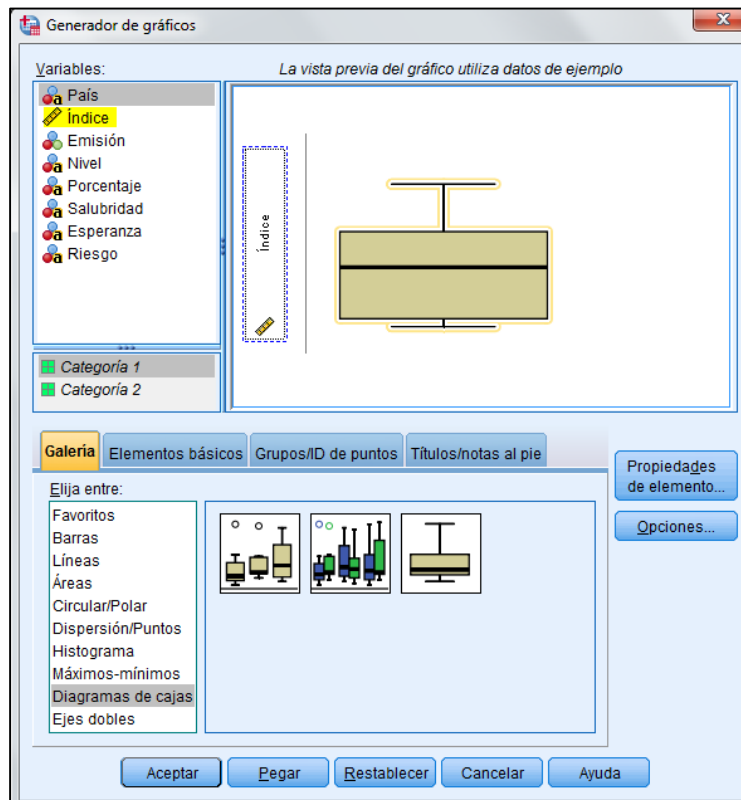 Generador de gráficos
Variables:
La vista previa del gráfico utiliza datos de ejemplo
País
Índice
Emisión
Nivel
Porcentaje
Salubridad
Esperanza
Riesgo
Índice
Categoría 1
Categoría 2
Galería
Elementos básicos
Grupos/ID de puntos
Títulos/notas al pie
Elija entre:
Favoritos
Barras
Líneas
Áreas
Circular/Polar
Dispersión/Puntos
Histograma
Máximos-mínimos
Diagramas de cajas
Ejes dobles
Propiedades
de elemento...
Opciones...
Aceptar
Pegar
Restablecer
Cancelar
Ayuda